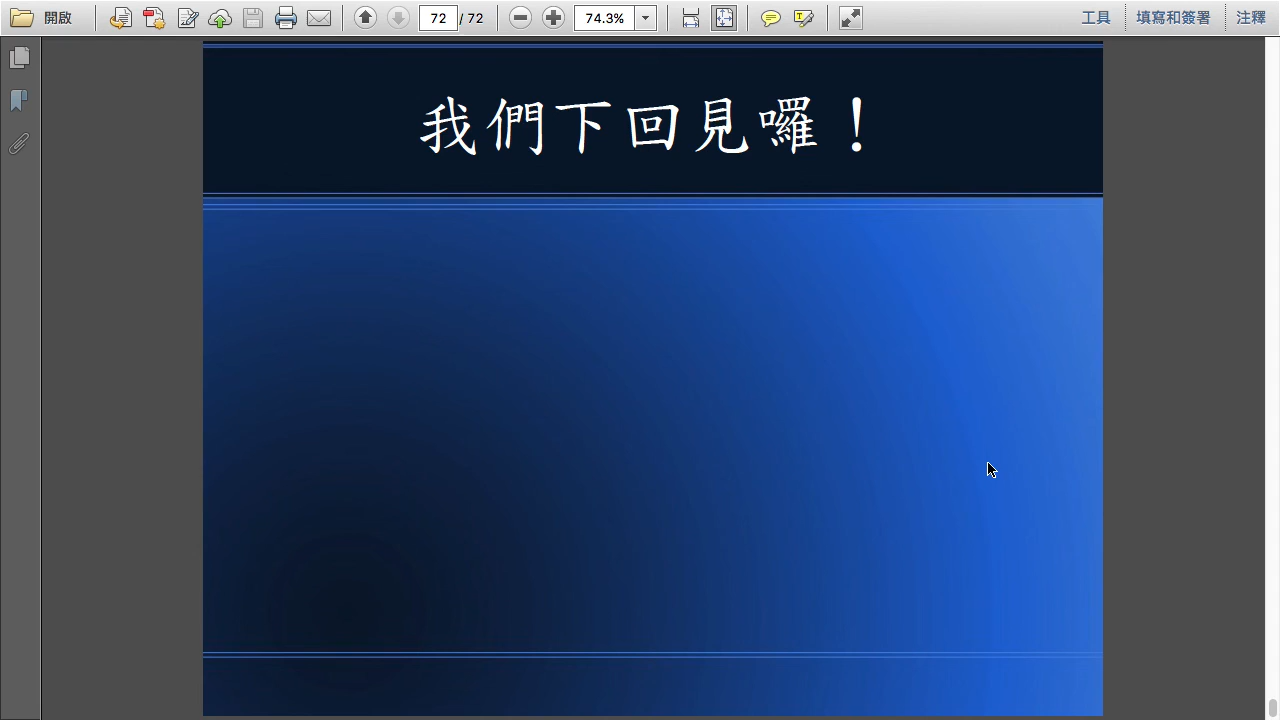 開啟
72 / 72
74.3%
工具
填寫和簽署
注釋
我們下回見囉！